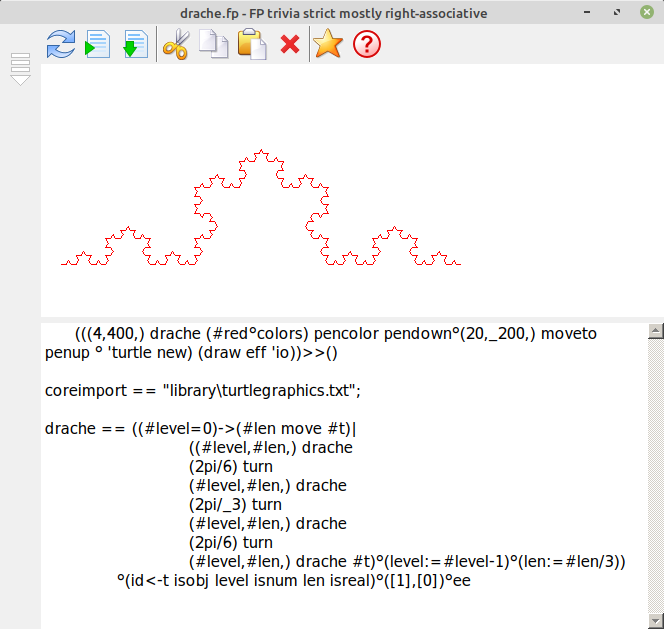 drache.fp - FP trivia strict mostly right-associative
(((4,400,) drache (#red°colors) pencolor pendown°(20,_200,) moveto
penup ° 'turtle new) (draw eff 'io))>>()
coreimport == "library\turtlegraphics.txt";
drache == ((#level=0)->(#len move #t)|
((#level,#len,) drache
(2pi/6) turn
(#level,#len,) drache
(2pi/_3) turn
(#level,#len,) drache
(2pi/6) turn
(#level,#len,) drache #t)°(level:=#level-1)°(len:=#len/3))
°(id<-t isobj level isnum len isreal)°([1],[0])°ee